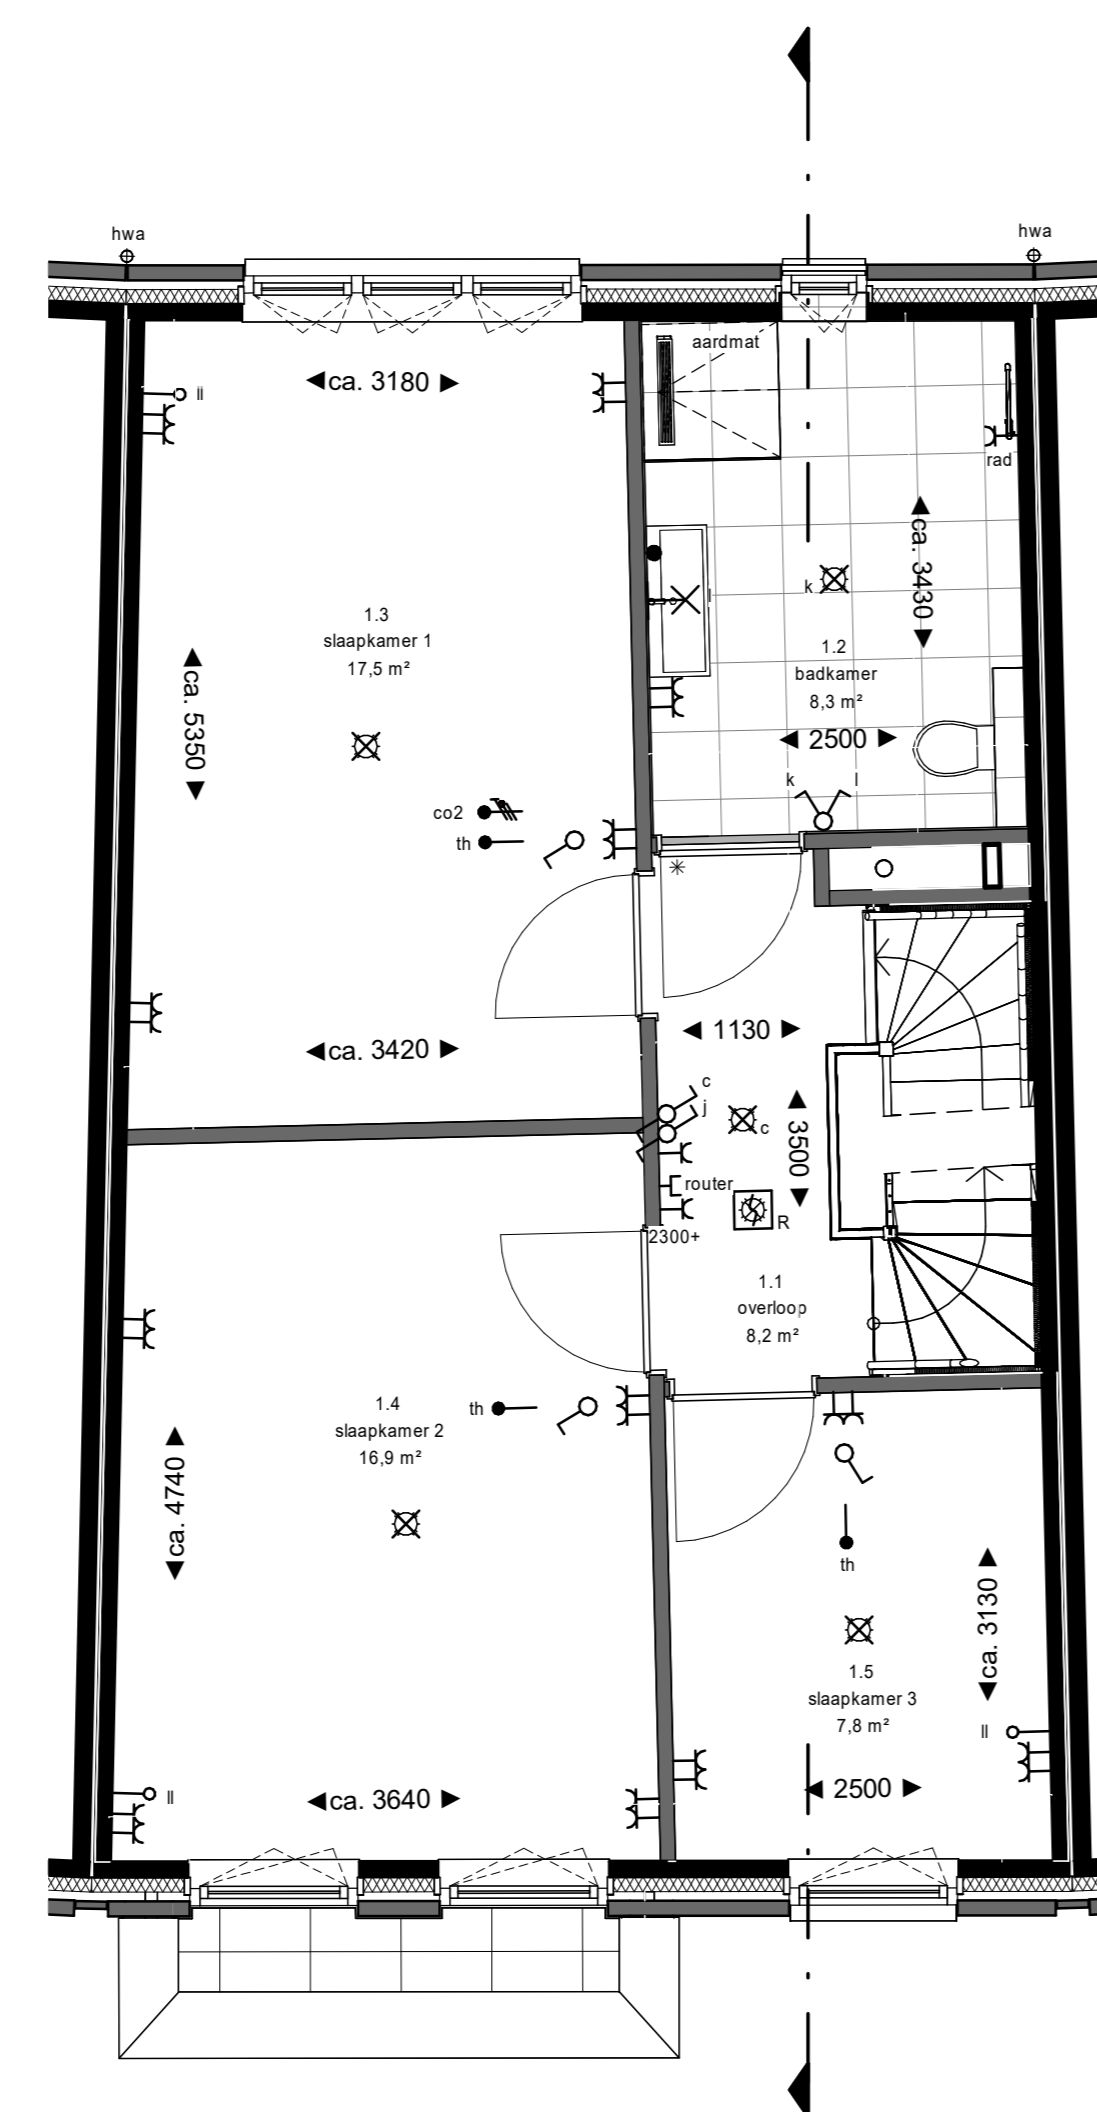 hwa
hwa
aardmat
ca. 3180
ll
rad
ca. 3430
k
1.3
slaapkamer 1
17,5 m²
1.2
badkamer
8,3 m²
ca. 5350
2500
k
l
co2
th
1130
ca. 3420
c
j
c
3500
router
R
2300+
1.1
overloop
8,2 m²
1.4
slaapkamer 2
16,9 m²
th
ca. 4740
th
ca. 3130
1.5
slaapkamer 3
7,8 m²
ll
ll
ca. 3640
2500